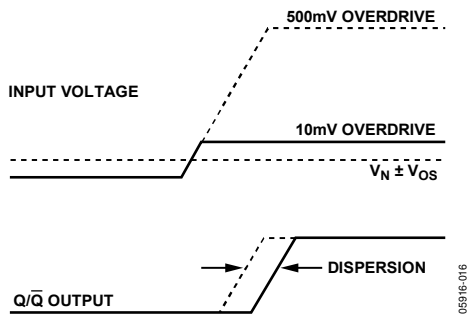 500mV OVERDRIVE
INPUT VOLTAGE
10mV OVERDRIVE
V_N ± V_OS
DISPERSION
Q/Q̅ OUTPUT
05916-016